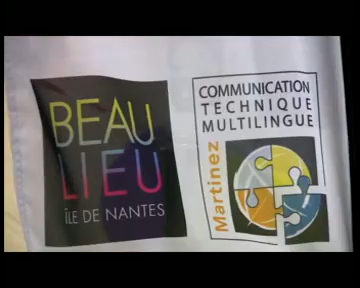 BEAU
LIEU
ÎLE DE NANTES
COMMUNICATION
TECHNIQUE
MULTILINGUE
Martinez